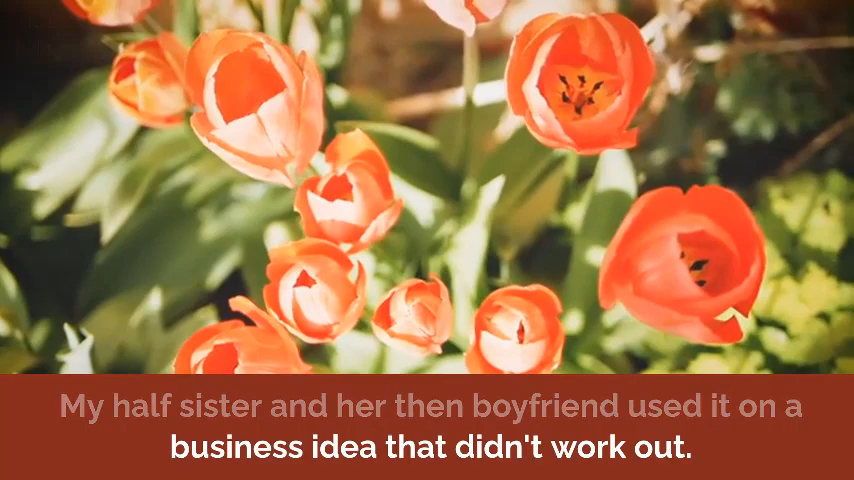 My half sister and her then boyfriend used it on a
business idea that didn't work out.